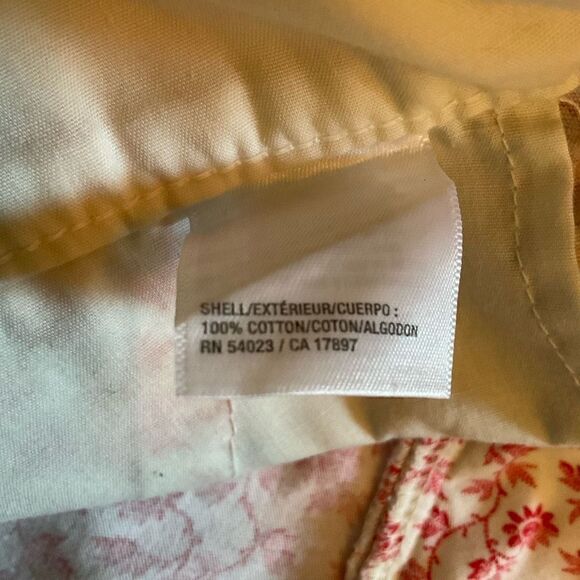 SHELL/EXTÉRIEUR/CUERPO :
100% COTTON/COTON/ALGODON
RN 54023 / CA 17897